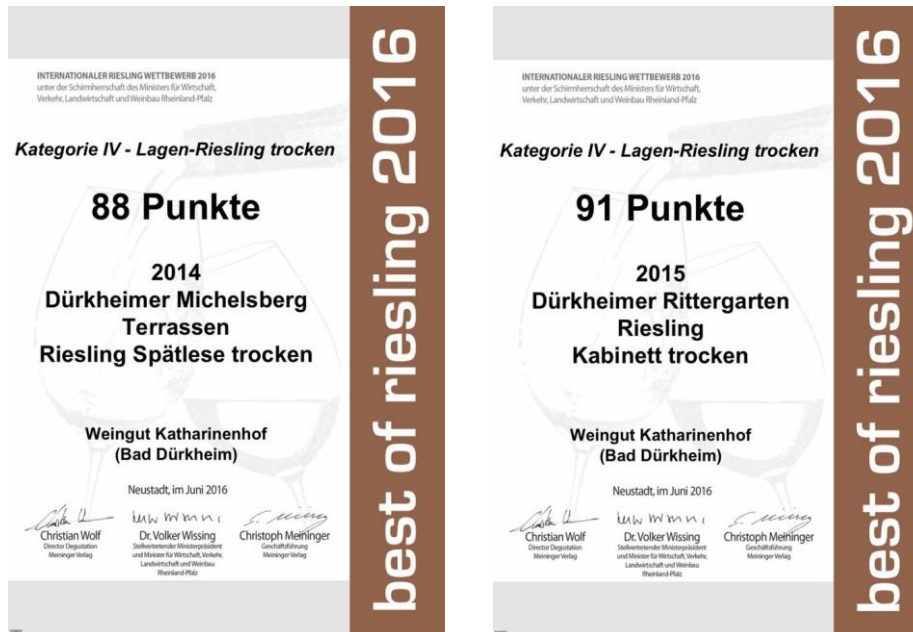 INTERNATIONALER RIESLING WETTBEWERB 2016
unter der Schirmherrschaft des Ministers für Wirtschaft,
Verkehr, Landwirtschaft und Weinbau Rheinland-Pfalz
Kategorie IV - Lagen-Riesling trocken
88 Punkte
2014
Dürkheimer Michelsberg
Terrassen
Riesling Spätlese trocken
Weingut Katharinenhof
(Bad Dürkheim)
Neustadt, im Juni 2016
Christian Wolf
Director Degustation
Meininger Verlag
Dr. Volker Wissing
Stellvertretender Ministerpräsident
und Minister für Wirtschaft, Verkehr,
Landwirtschaft und Weinbau
Rheinland-Pfalz
Christoph Meininger
Geschäftsführung
Meininger Verlag
best of riesling 2016
INTERNATIONALER RIESLING WETTBEWERB 2016
unter der Schirmherrschaft des Ministers für Wirtschaft,
Verkehr, Landwirtschaft und Weinbau Rheinland-Pfalz
Kategorie IV - Lagen-Riesling trocken
91 Punkte
2015
Dürkheimer Rittergarten
Riesling
Kabinett trocken
Weingut Katharinenhof
(Bad Dürkheim)
Neustadt, im Juni 2016
Christian Wolf
Director Degustation
Meininger Verlag
Dr. Volker Wissing
Stellvertretender Ministerpräsident
und Minister für Wirtschaft, Verkehr,
Landwirtschaft und Weinbau
Rheinland-Pfalz
Christoph Meininger
Geschäftsführung
Meininger Verlag
best of riesling 2016